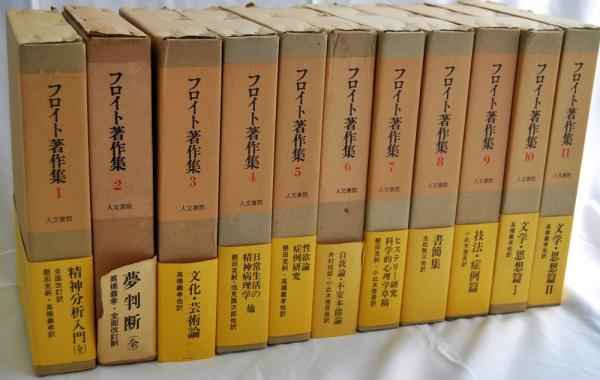 フロイト著作集 1
人文書院
精神分析入門(全)
全面改訂訳
懸田克躬・高橋義孝訳
フロイト著作集 2
人文書院
夢判断(全)
高橋義孝・全面改訂訳
フロイト著作集 3
人文書院
文化・芸術論
高橋義孝他訳
フロイト著作集 4
人文書院
日常生活の
精神病理学 他
懸田克躬・池見酉次郎他訳
フロイト著作集 5
人文書院
性欲論
症例研究
懸田克躬・高橋義孝他訳
フロイト著作集 6
人文書院
自我論・不安本能論
井村恒郎・小此木啓吾他訳
フロイト著作集 7
人文書院
ヒステリー研究
科学的心理学草稿
懸田克躬・小此木啓吾訳
フロイト著作集 8
人文書院
書簡集
生松敬三他訳
フロイト著作集 9
人文書院
技法・症例篇
小此木啓吾訳
フロイト著作集 10
人文書院
文学・思想篇 I
高橋義孝他訳
フロイト著作集 11
人文書院
文学・思想篇 II
高橋義孝他訳